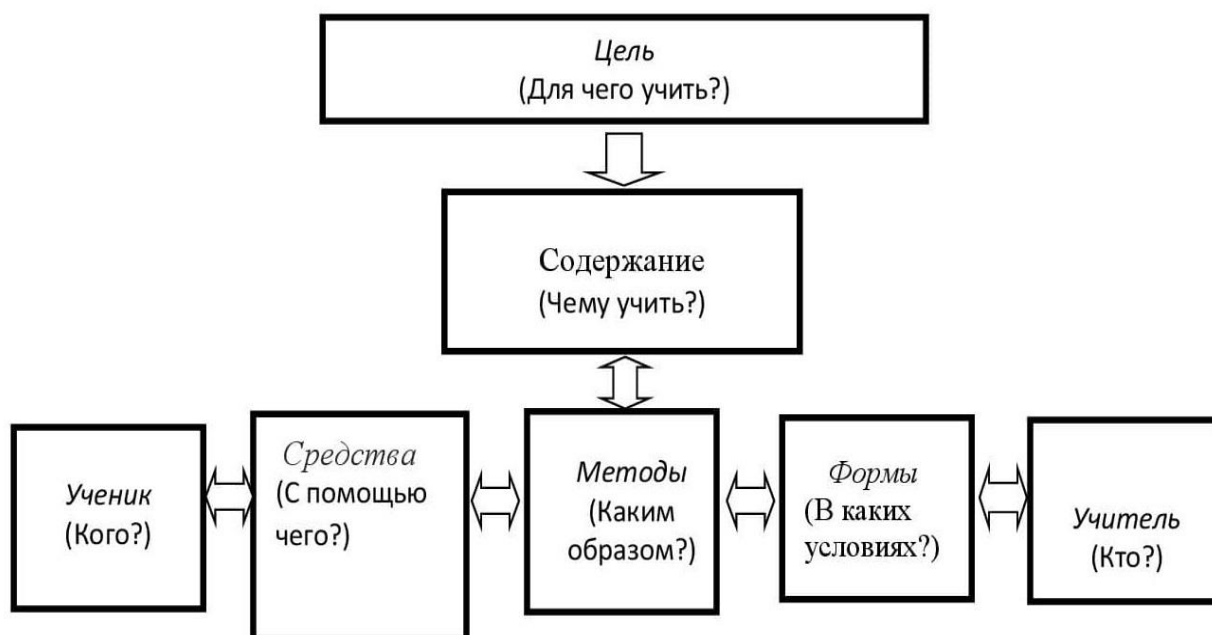 Цель
(Для чего учить?)
Содержание
(Чему учить?)
Ученик
(Кого?)
Средства
(С помощью
чего?)
Методы
(Каким
образом?)
Формы
(В каких
условиях?)
Учитель
(Кто?)